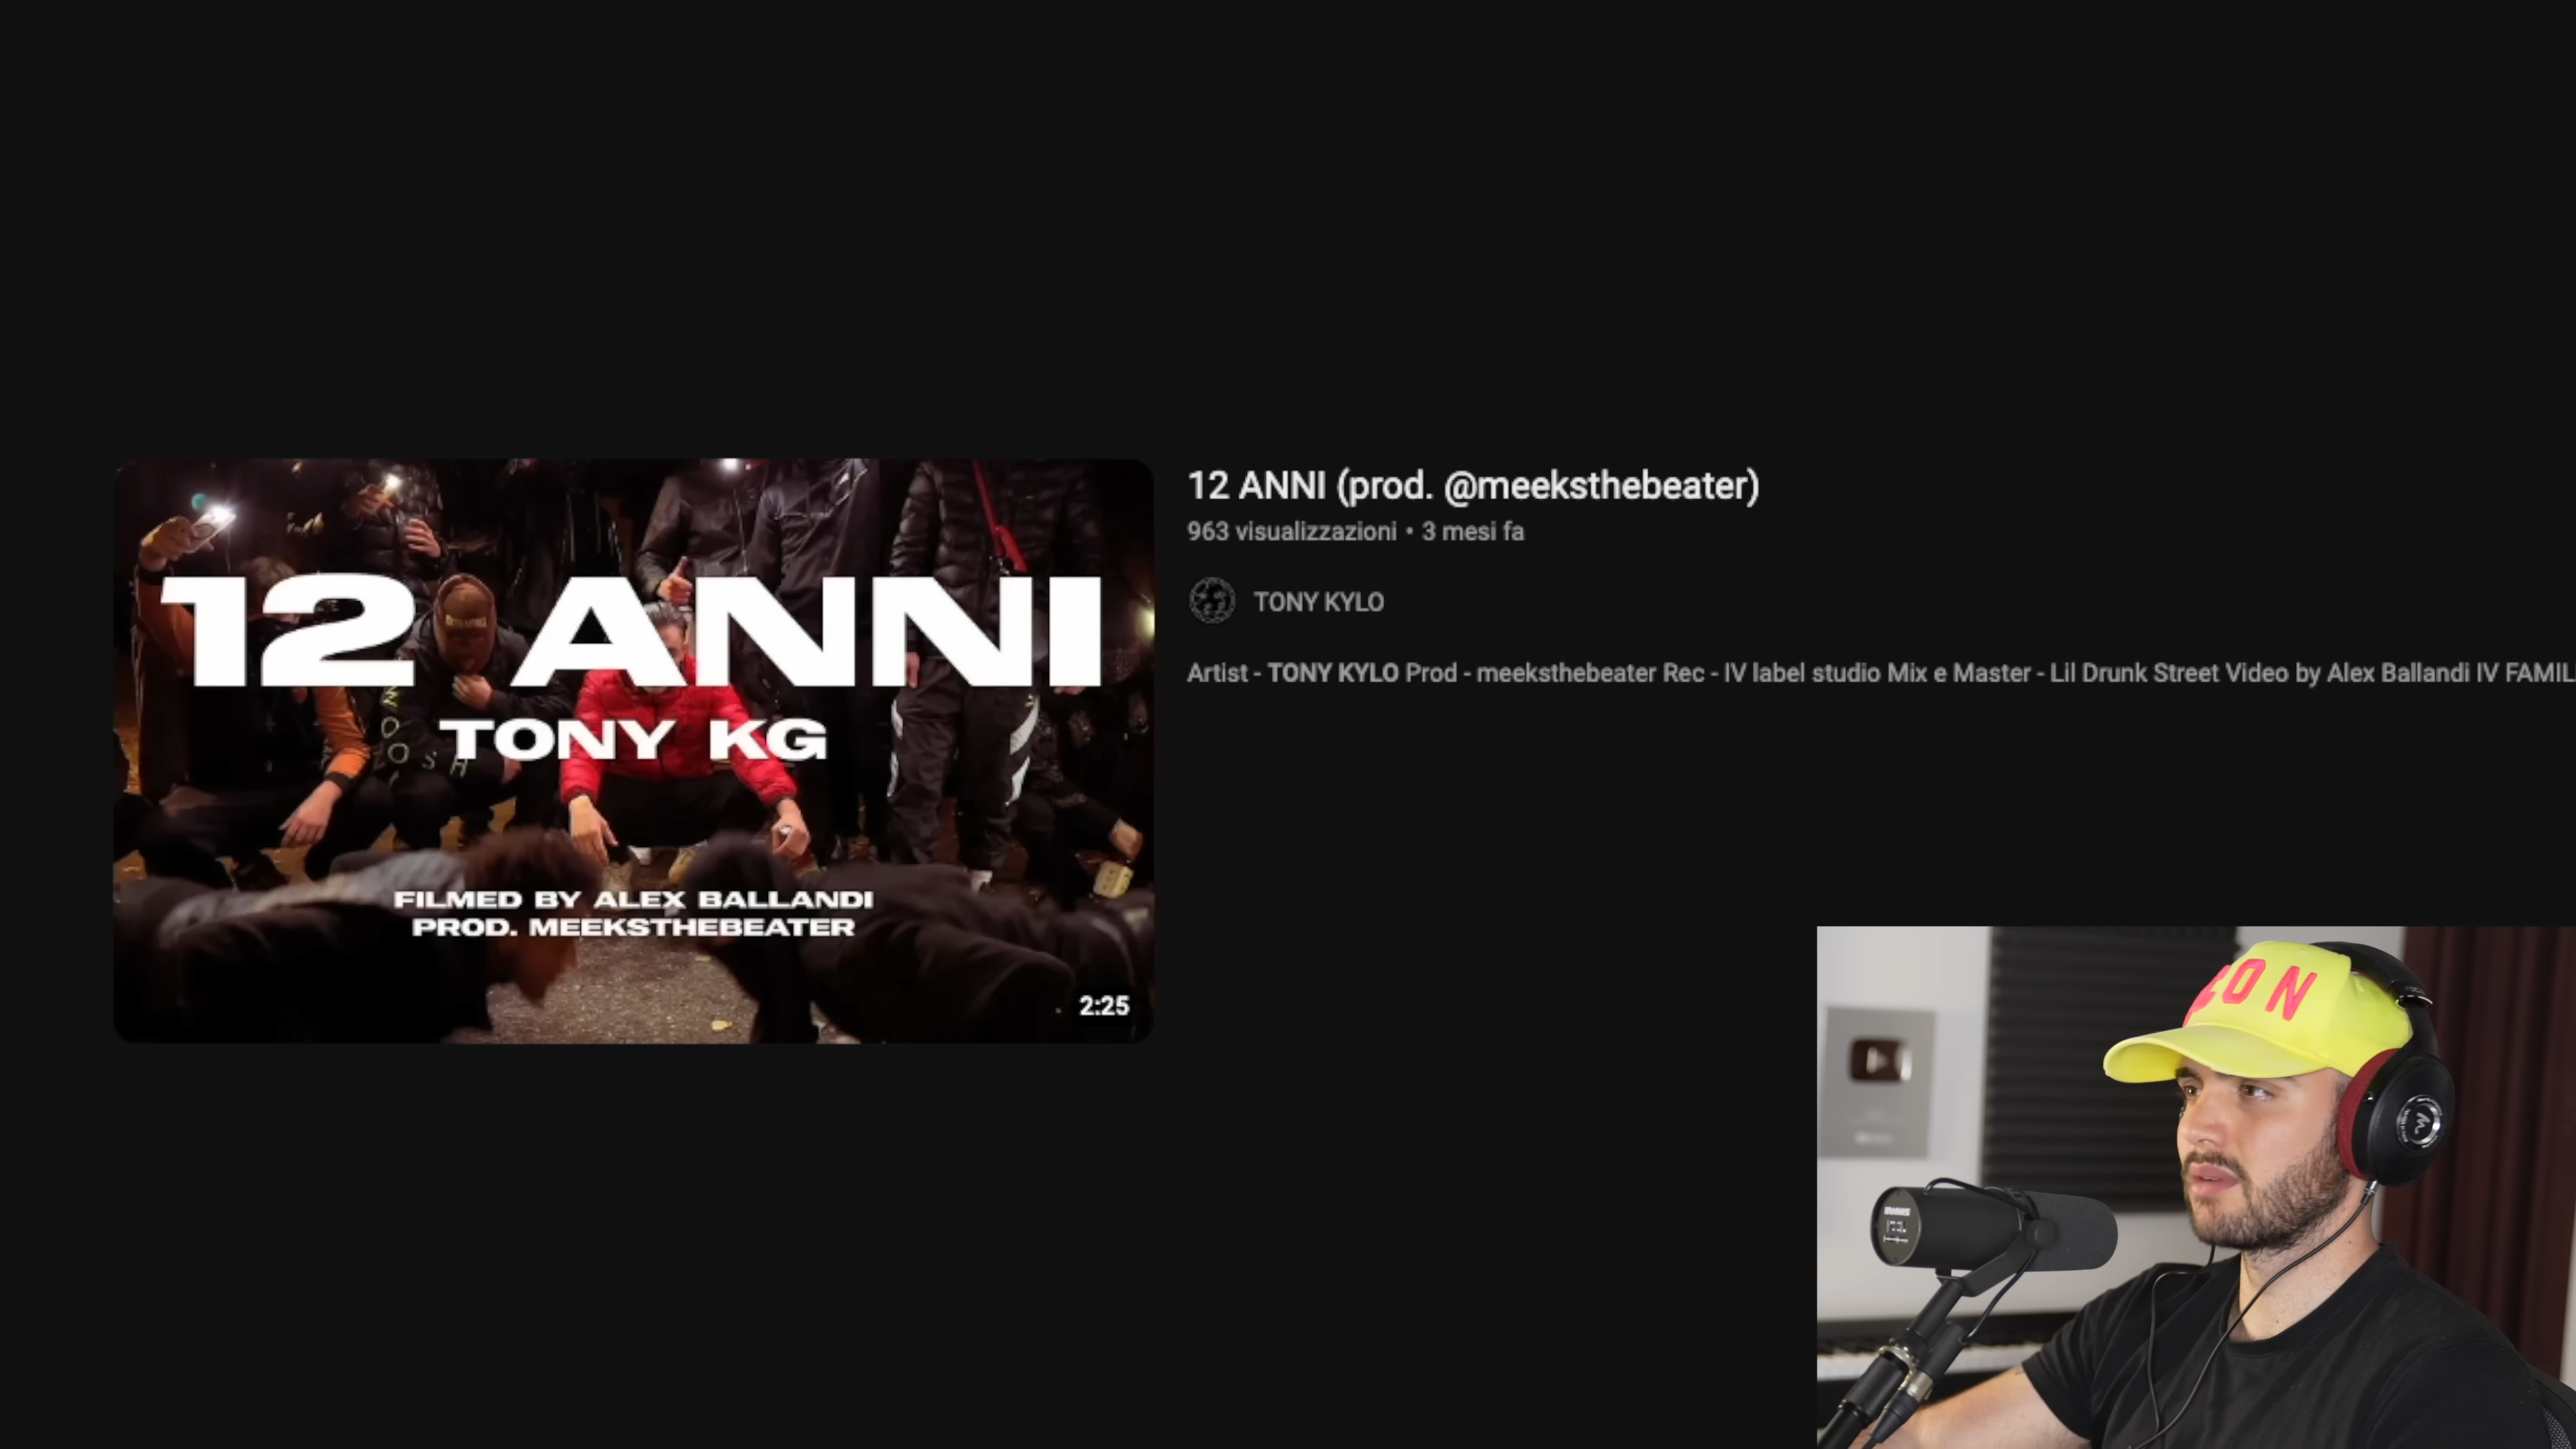 12 ANNI
TONY KG
FILMED BY ALEX BALLANDI
PROD. MEEKSTHEBEATER
2:25
12 ANNI (prod. @meeksthebeater)
963 visualizzazioni • 3 mesi fa
TONY KYLO
Artist - TONY KYLO Prod - meeksthebeater Rec - IV label studio Mix e Master - Lil Drunk Street Video by Alex Ballandi IV FAMIL